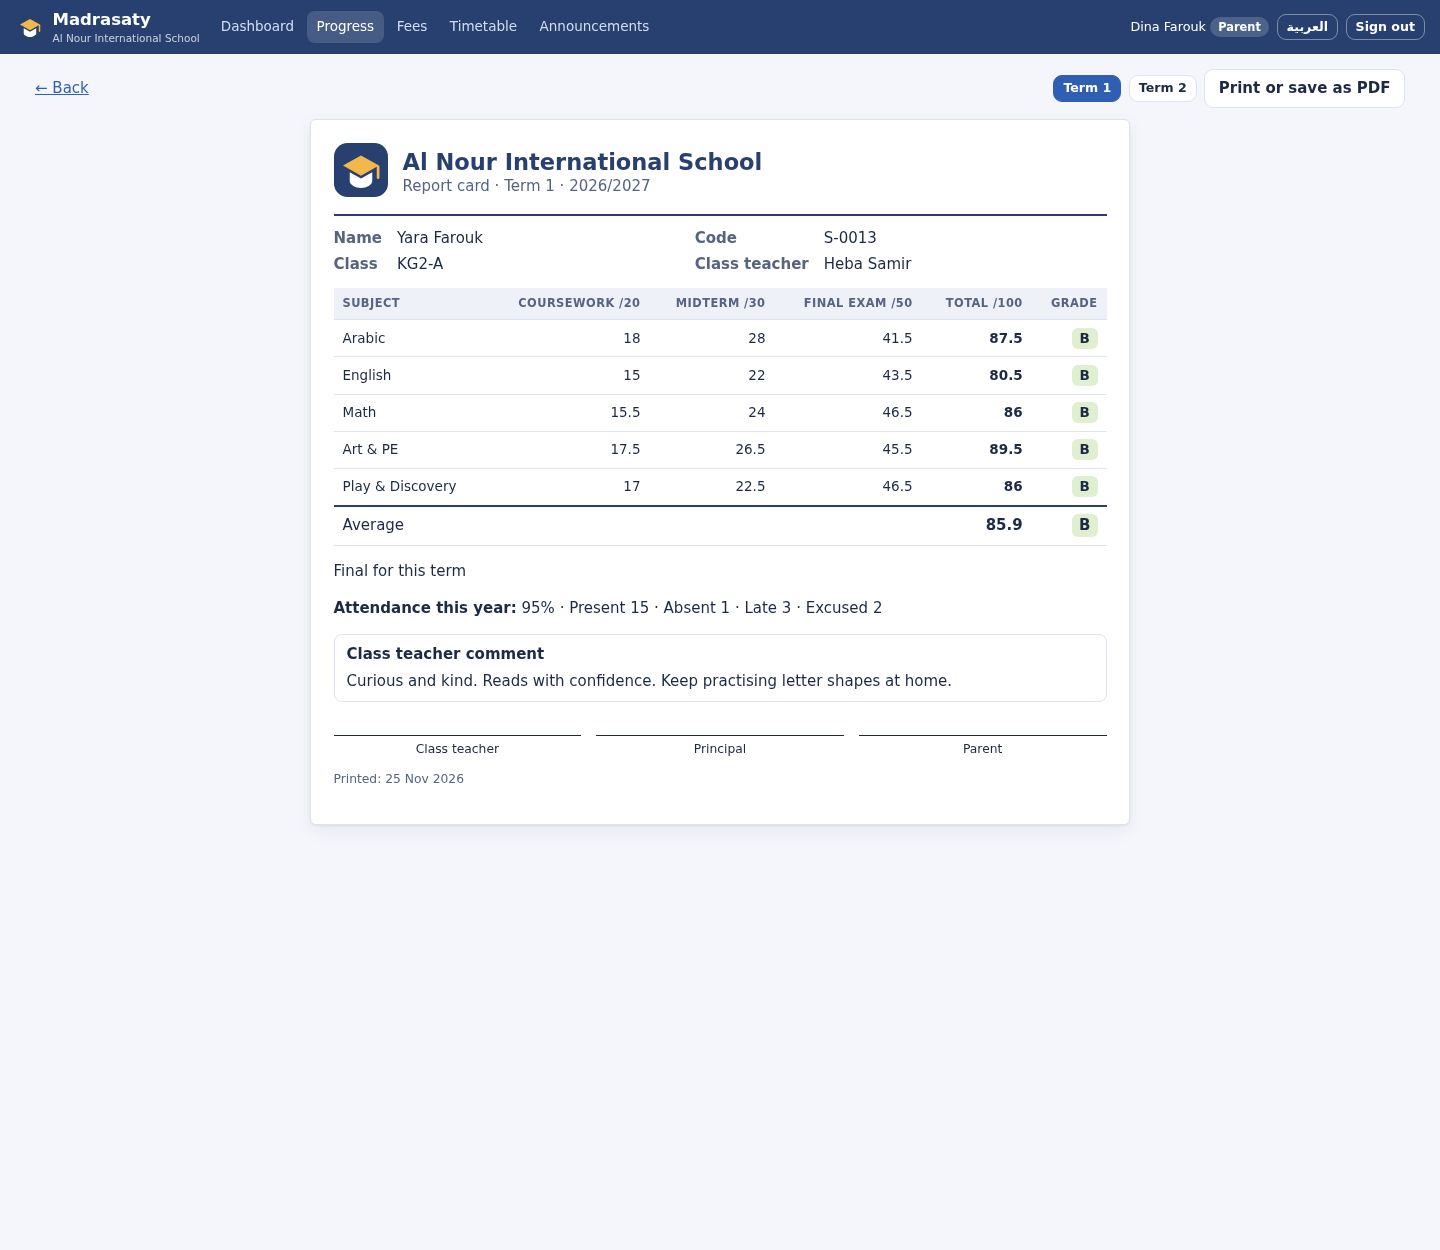 Madrasaty
Al Nour International School
Dashboard Progress Fees Timetable Announcements
Dina Farouk Parent العربية Sign out
← Back
Term 1 Term 2 Print or save as PDF
Al Nour International School
Report card · Term 1 · 2026/2027
Name Yara Farouk Code S-0013
Class KG2-A Class teacher Heba Samir
SUBJECT COURSEWORK /20 MIDTERM /30 FINAL EXAM /50 TOTAL /100 GRADE
Arabic 18 28 41.5 87.5 B
English 15 22 43.5 80.5 B
Math 15.5 24 46.5 86 B
Art & PE 17.5 26.5 45.5 89.5 B
Play & Discovery 17 22.5 46.5 86 B
Average 85.9 B
Final for this term
Attendance this year: 95% · Present 15 · Absent 1 · Late 3 · Excused 2
Class teacher comment
Curious and kind. Reads with confidence. Keep practising letter shapes at home.
Class teacher Principal Parent
Printed: 25 Nov 2026